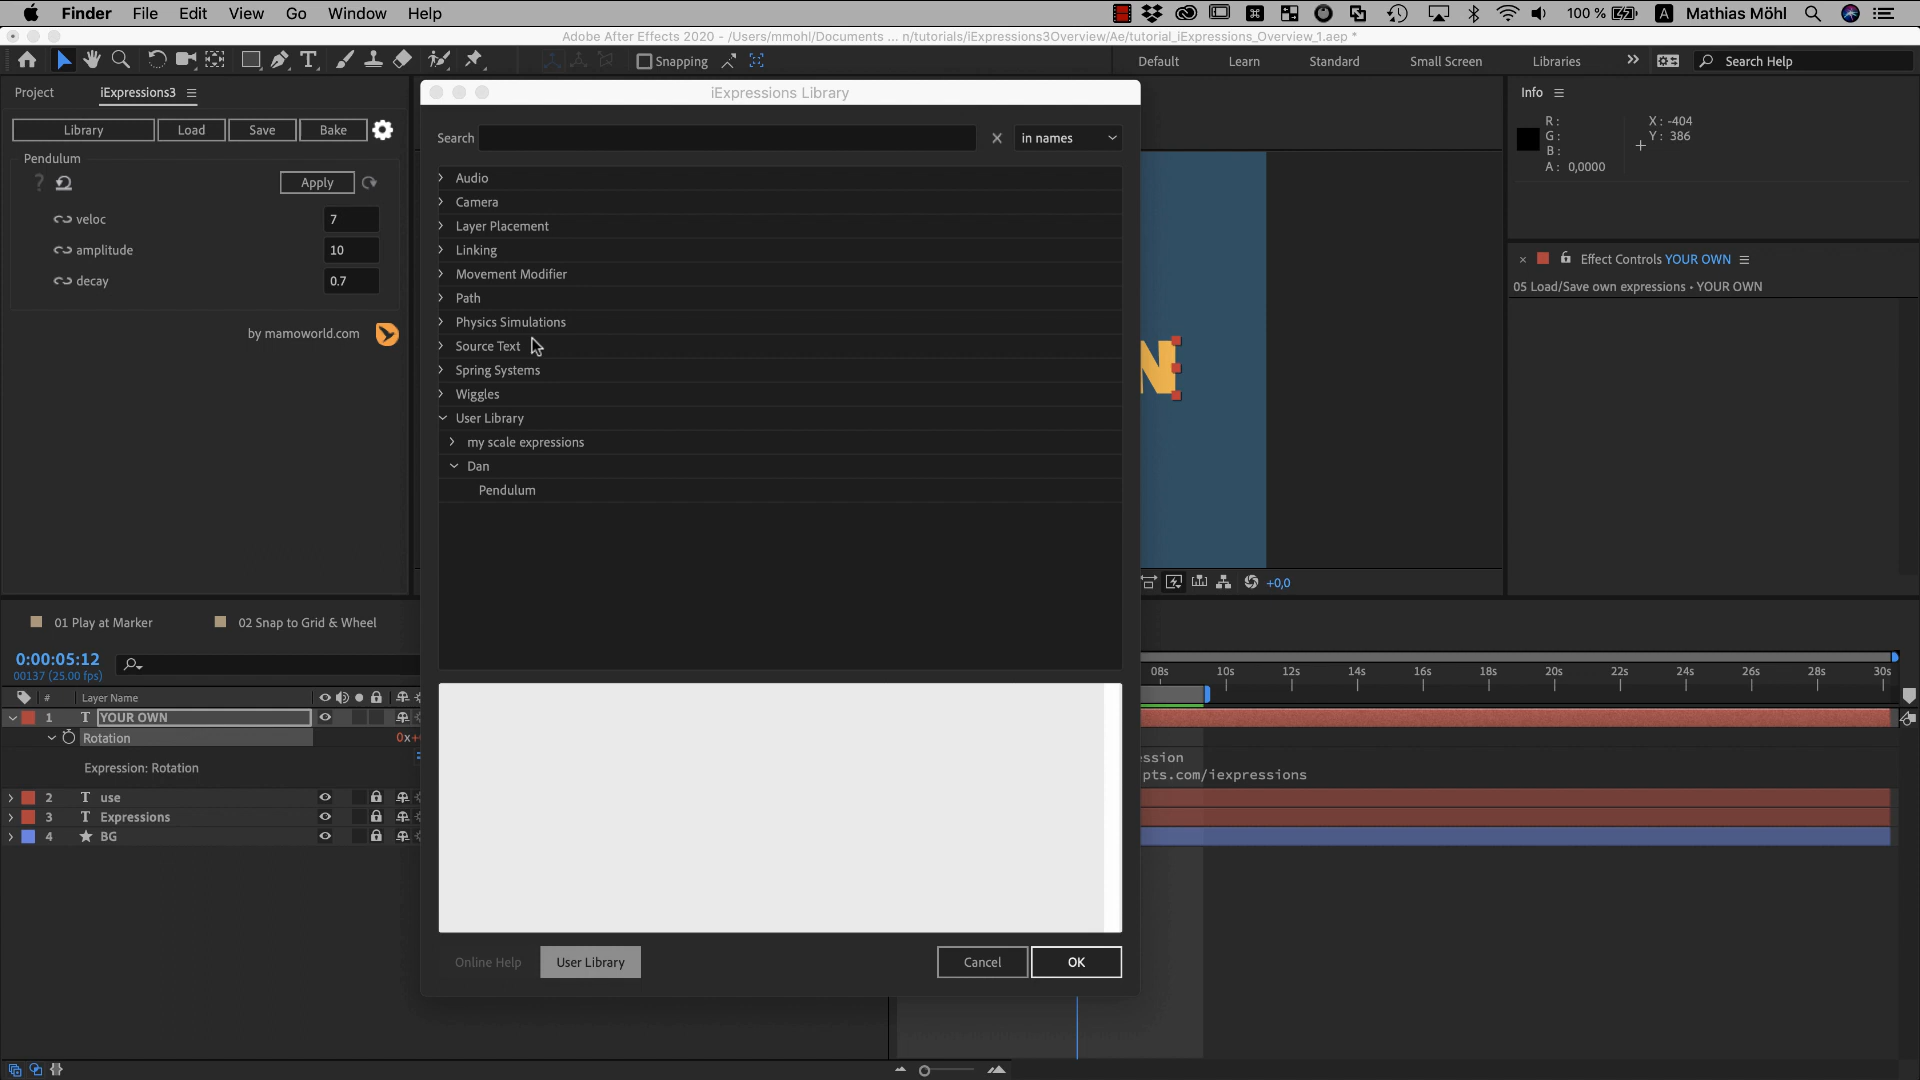 Finder File Edit View Go Window Help 100 % A Mathias Möhl
Adobe After Effects 2020 - /Users/mmohl/Documents ... n/tutorials/iExpressions3Overview/Ae/tutorial_iExpressions_Overview_1.aep *
T Snapping Default Learn Standard Small Screen Libraries Search Help
Project iExpressions3
Library Load Save Bake
Pendulum
? Apply
veloc 7
amplitude 10
decay 0.7
by mamoworld.com
iExpressions Library
Search in names
Audio
Camera
Layer Placement
Linking
Movement Modifier
Path
Physics Simulations
Source Text
Spring Systems
Wiggles
User Library
my scale expressions
Dan
Pendulum
Online Help User Library Cancel OK
N
+0,0
Info
R :
G :
B :
A : 0,0000
X : -404
Y : 386
Effect Controls YOUR OWN
05 Load/Save own expressions • YOUR OWN
01 Play at Marker 02 Snap to Grid & Wheel
0:00:05:12
00137 (25.00 fps)
# Layer Name
08s 10s 12s 14s 16s 18s 20s 22s 24s 26s 28s 30s
1 T YOUR OWN
Rotation 0x+
Expression: Rotation
ession
pts.com/iexpressions
2 T use
3 T Expressions
4 BG